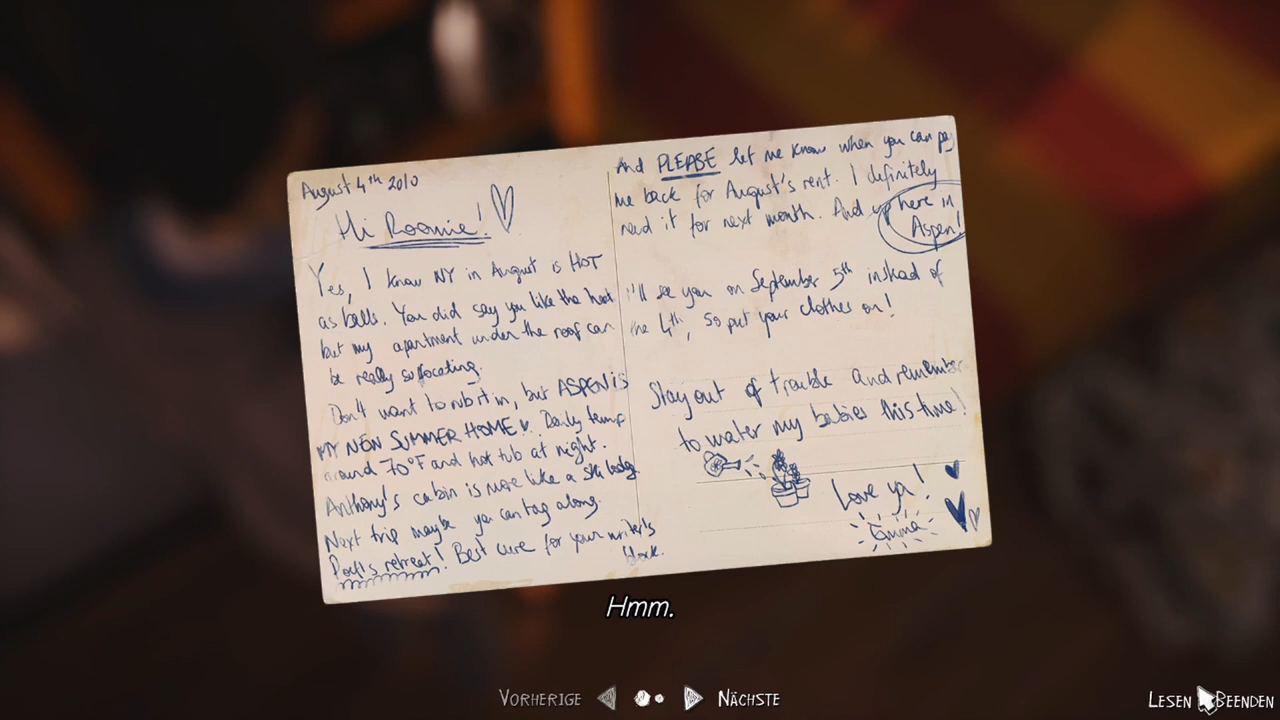 August 4th 2010
Hi Roomie!
Yes, I know NY in August is HOT
as balls. You did say you like the heat
but my apartment under the roof can
be really suffocating.
Don't want to rub it in, but ASPEN IS
MY NEW SUMMER HOME. Daily temp
around 70°F and hot tub at night.
Anthony's cabin is more like a ski lodge.
Next trip maybe you can tag along.
Poet's retreat! Best cure for your writer's
block.
And PLEASE let me know when you can pay
me back for August's rent. I definitely
need it for next month. And up here in
Aspen!
I'll see you on September 5th instead of
the 4th, so put your clothes on!
Stay out of trouble and remember
to water my babies this time!
Love ya!
Emma
Hmm.
VORHERIGE NÄCHSTE
LESEN BEENDEN